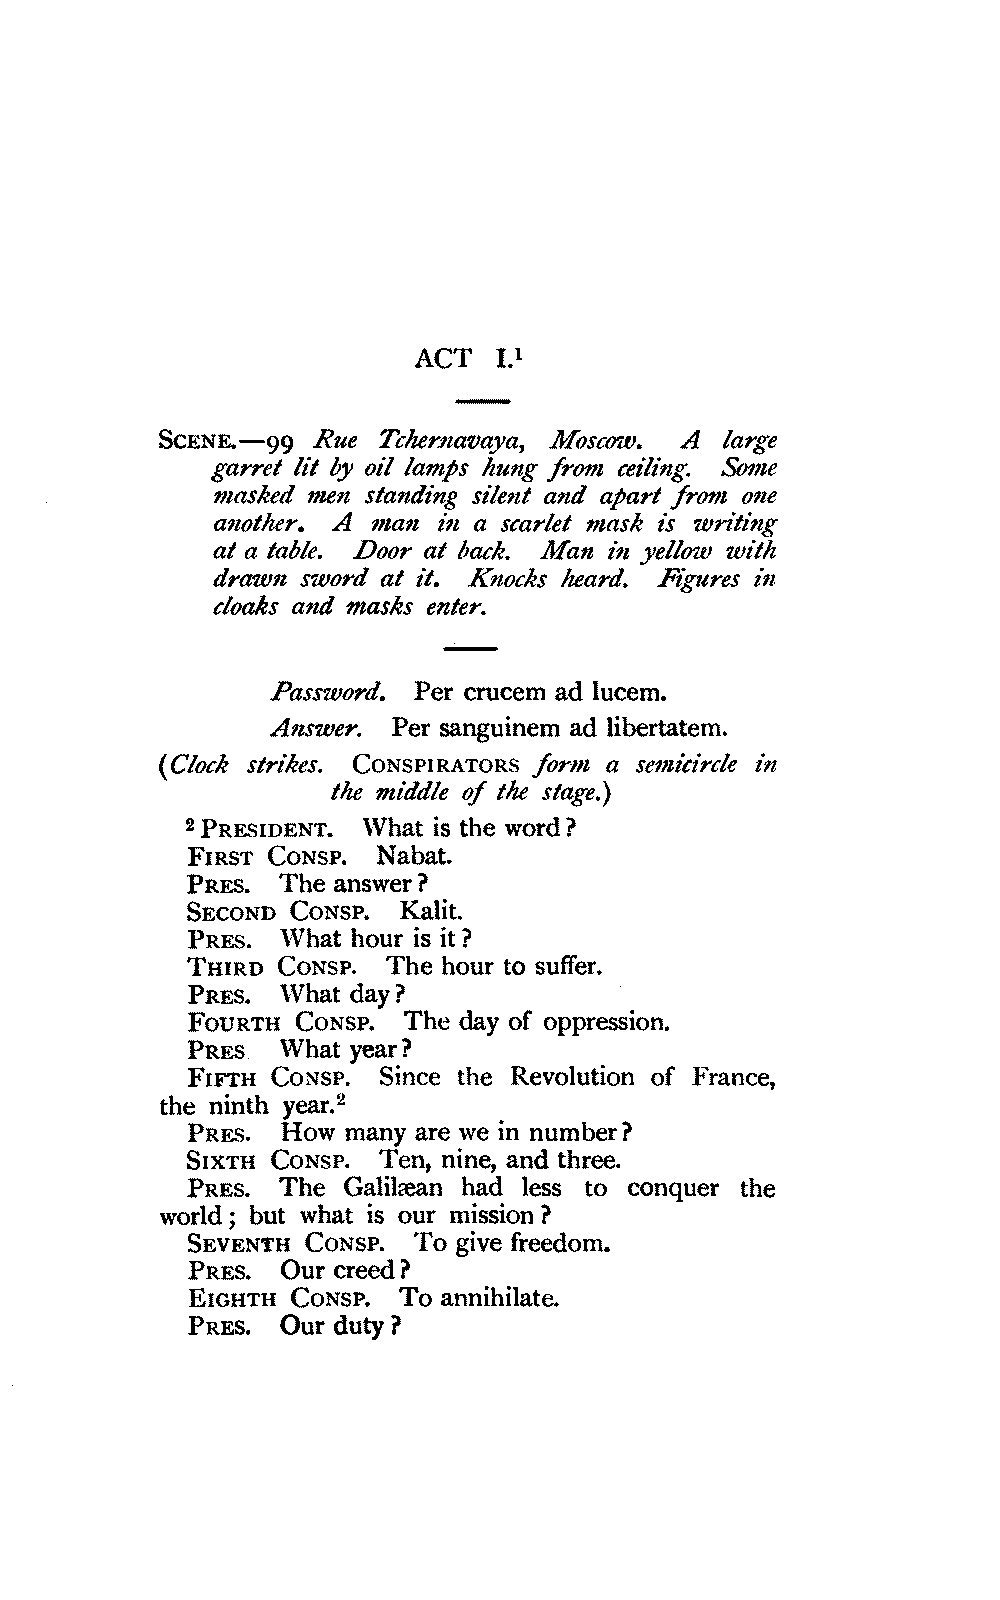 ACT I.¹
SCENE.—99 Rue Tchernavaya, Moscow. A large
garret lit by oil lamps hung from ceiling. Some
masked men standing silent and apart from one
another. A man in a scarlet mask is writing
at a table. Door at back. Man in yellow with
drawn sword at it. Knocks heard. Figures in
cloaks and masks enter.
Password. Per crucem ad lucem.
Answer. Per sanguinem ad libertatem.
(Clock strikes. CONSPIRATORS form a semicircle in
the middle of the stage.)
² PRESIDENT. What is the word?
FIRST CONSP. Nabat.
PRES. The answer?
SECOND CONSP. Kalit.
PRES. What hour is it?
THIRD CONSP. The hour to suffer.
PRES. What day?
FOURTH CONSP. The day of oppression.
PRES What year?
FIFTH CONSP. Since the Revolution of France,
the ninth year.²
PRES. How many are we in number?
SIXTH CONSP. Ten, nine, and three.
PRES. The Galilæan had less to conquer the
world; but what is our mission?
SEVENTH CONSP. To give freedom.
PRES. Our creed?
EIGHTH CONSP. To annihilate.
PRES. Our duty?